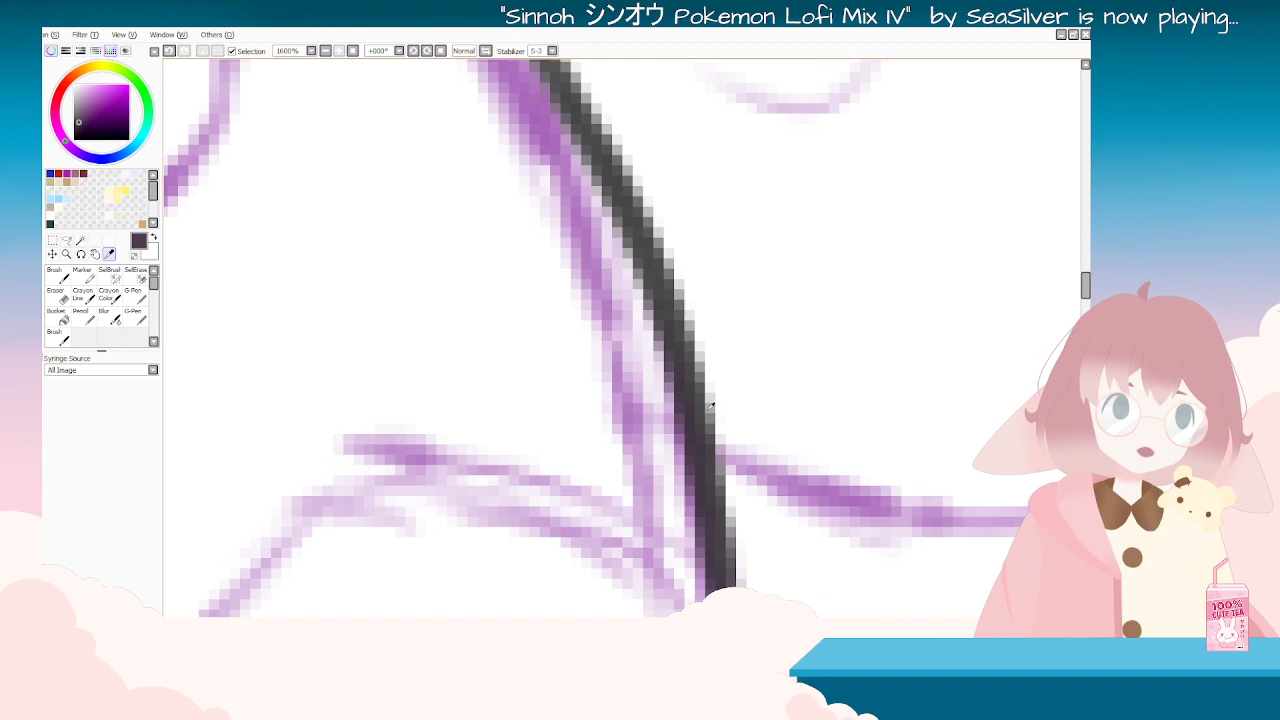 "Sinnoh シンオウ Pokemon Lofi Mix IV" by SeaSilver is now playing...
on (S) Filter (T) View (V) Window (W) Others (O)
Selection 1600% +000° Normal Stabilizer S-3
Brush Marker SelBrush SelErase
Eraser Crayon Line Crayon Color G-Pen
Bucket Pencil Blur G-Pen
Brush
Syringe Source
All Image
100%
CUTE TEA